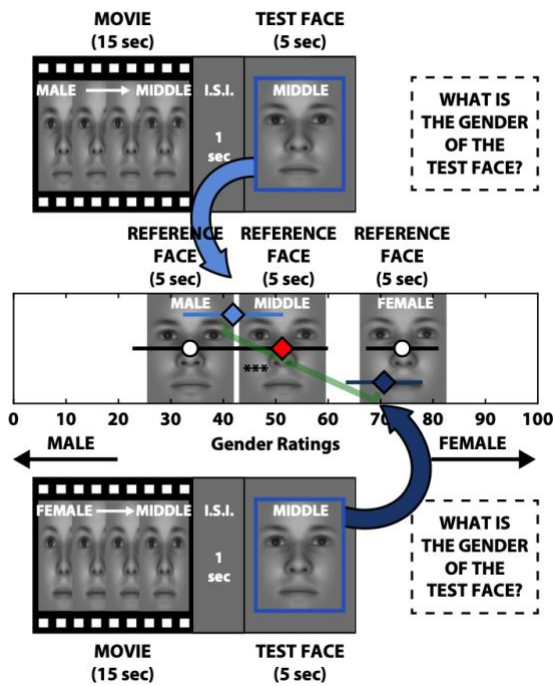 MOVIE
(15 sec)
TEST FACE
(5 sec)
MALE → MIDDLE
I.S.I.
1
sec
MIDDLE
WHAT IS
THE GENDER
OF THE
TEST FACE?
REFERENCE
FACE
(5 sec)
REFERENCE
FACE
(5 sec)
REFERENCE
FACE
(5 sec)
MALE
MIDDLE
FEMALE
***
0 10 20 30 40 50 60 70 80 90 100
MALE
Gender Ratings
FEMALE
FEMALE → MIDDLE
I.S.I.
1
sec
MIDDLE
WHAT IS
THE GENDER
OF THE
TEST FACE?
MOVIE
(15 sec)
TEST FACE
(5 sec)